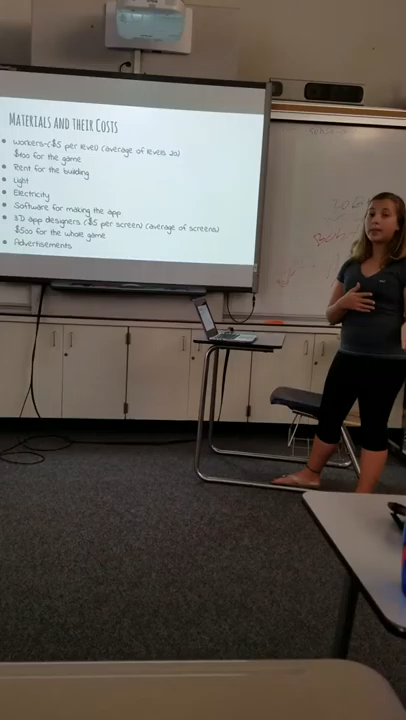 Materials and their Costs
workers-($5 per level) (average of levels 20)
$100 for the game
Rent for the building
Light
Electricity
Software for making the app
3D app designers ($5 per screen) (average of screens)
$500 for the whole game
Advertisements